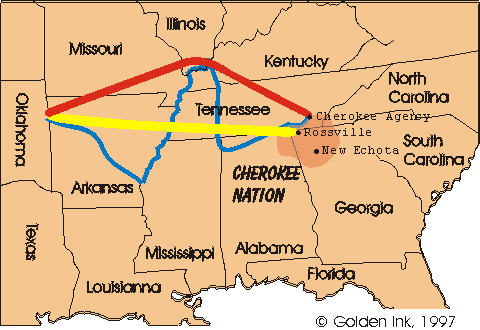 Illinois
Missouri
Kentucky
North
Carolina
Oklahoma
Tennessee
Cherokee Agency
Rossville
South
Carolina
New Echota
CHEROKEE
NATION
Arkansas
Georgia
Texas
Mississippi
Alabama
Florida
Louisianna
© Golden Ink, 1997